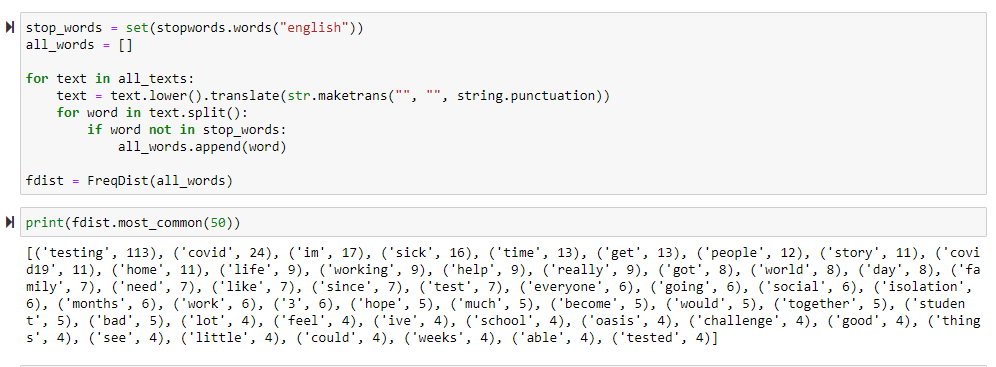 stop_words = set(stopwords.words("english"))
all_words = []

for text in all_texts:
    text = text.lower().translate(str.maketrans("", "", string.punctuation))
    for word in text.split():
        if word not in stop_words:
            all_words.append(word)

fdist = FreqDist(all_words)

print(fdist.most_common(50))

[('testing', 113), ('covid', 24), ('im', 17), ('sick', 16), ('time', 13), ('get', 13), ('people', 12), ('story', 11), ('covi
d19', 11), ('home', 11), ('life', 9), ('working', 9), ('help', 9), ('really', 9), ('got', 8), ('world', 8), ('day', 8), ('fa
mily', 7), ('need', 7), ('like', 7), ('since', 7), ('test', 7), ('everyone', 6), ('going', 6), ('social', 6), ('isolation',
6), ('months', 6), ('work', 6), ('3', 6), ('hope', 5), ('much', 5), ('become', 5), ('would', 5), ('together', 5), ('studen
t', 5), ('bad', 5), ('lot', 4), ('feel', 4), ('ive', 4), ('school', 4), ('oasis', 4), ('challenge', 4), ('good', 4), ('thing
s', 4), ('see', 4), ('little', 4), ('could', 4), ('weeks', 4), ('able', 4), ('tested', 4)]